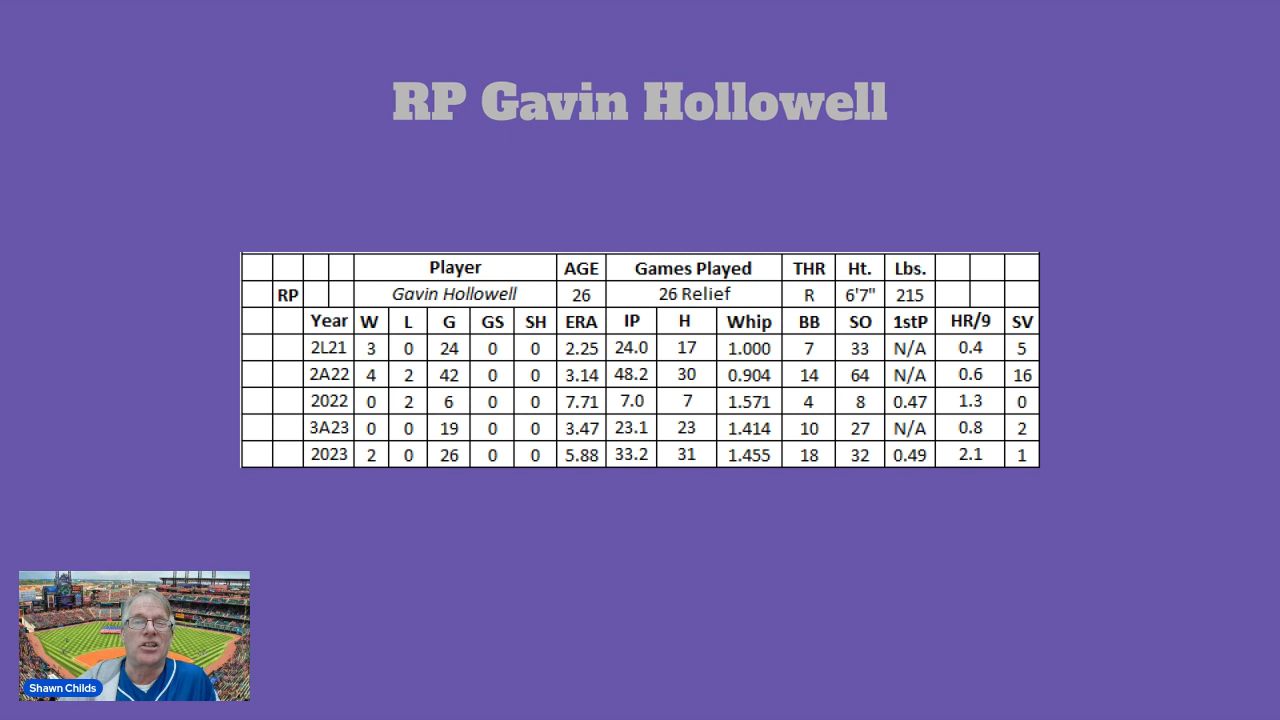 RP Gavin Hollowell
Player AGE Games Played THR Ht. Lbs.
RP Gavin Hollowell 26 26 Relief R 6'7" 215
Year W L G GS SH ERA IP H Whip BB SO 1stP HR/9 SV
2L21 3 0 24 0 0 2.25 24.0 17 1.000 7 33 N/A 0.4 5
2A22 4 2 42 0 0 3.14 48.2 30 0.904 14 64 N/A 0.6 16
2022 0 2 6 0 0 7.71 7.0 7 1.571 4 8 0.47 1.3 0
3A23 0 0 19 0 0 3.47 23.1 23 1.414 10 27 N/A 0.8 2
2023 2 0 26 0 0 5.88 33.2 31 1.455 18 32 0.49 2.1 1
Shawn Childs